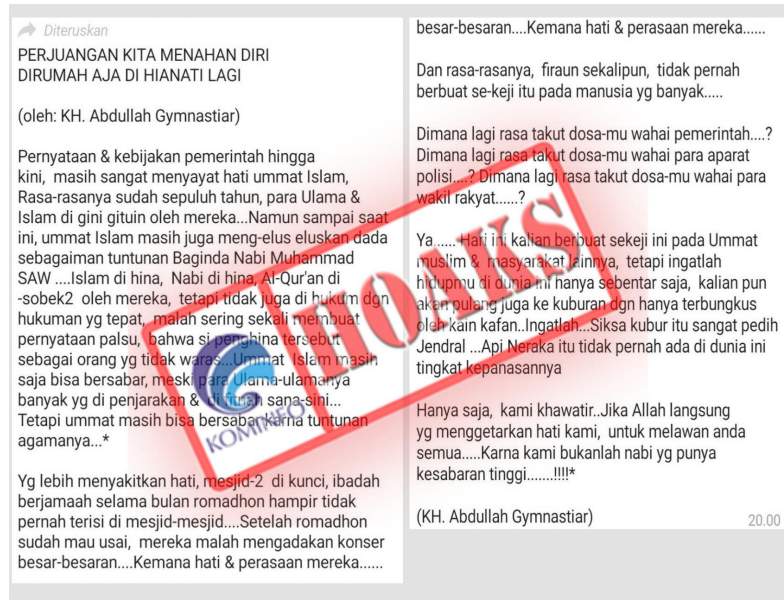 Diteruskan
PERJUANGAN KITA MENAHAN DIRI
DIRUMAH AJA DI HIANATI LAGI
(oleh: KH. Abdullah Gymnastiar)
Pernyataan & kebijakan pemerintah hingga
kini, masih sangat menyayat hati ummat Islam,
Rasa-rasanya sudah sepuluh tahun, para Ulama &
Islam di gini gituin oleh mereka...Namun sampai saat
ini, ummat Islam masih juga meng-elus eluskan dada
sebagaiman tuntunan Baginda Nabi Muhammad
SAW ....Islam di hina, Nabi di hina, Al-Qur'an di
-sobek2 oleh mereka, tetapi tidak juga di hukum dgn
hukuman yg tepat, malah sering sekali membuat
pernyataan palsu, bahwa si penghina tersebut
sebagai orang yg tidak waras...Ummat Islam masih
saja bisa bersabar, meski para Ulama-ulamanya
banyak yg di penjarakan & di fitnah sana-sini...
Tetapi ummat masih bisa bersabar karna tuntunan
agamanya...*
Yg lebih menyakitkan hati, mesjid-2 di kunci, ibadah
berjamaah selama bulan romadhon hampir tidak
pernah terisi di mesjid-mesjid....Setelah romadhon
sudah mau usai, mereka malah mengadakan konser
besar-besaran....Kemana hati & perasaan mereka......
besar-besaran....Kemana hati & perasaan mereka......
Dan rasa-rasanya, firaun sekalipun, tidak pernah
berbuat se-keji itu pada manusia yg banyak.....
Dimana lagi rasa takut dosa-mu wahai pemerintah....?
Dimana lagi rasa takut dosa-mu wahai para aparat
polisi....? Dimana lagi rasa takut dosa-mu wahai para
wakil rakyat......?
Ya...... Hari ini kalian berbuat sekeji ini pada Ummat
muslim & masyarakat lainnya, tetapi ingatlah
hidupmu di dunia ini hanya sebentar saja, kalian pun
akan pulang juga ke kuburan dgn hanya terbungkus
oleh kain kafan..Ingatlah...Siksa kubur itu sangat pedih
Jendral ...Api Neraka itu tidak pernah ada di dunia ini
tingkat kepanasannya
Hanya saja, kami khawatir..Jika Allah langsung
yg menggetarkan hati kami, untuk melawan anda
semua.....Karna kami bukanlah nabi yg punya
kesabaran tinggi.......!!!!*
(KH. Abdullah Gymnastiar)
20.00
KOMINFO
HOAKS